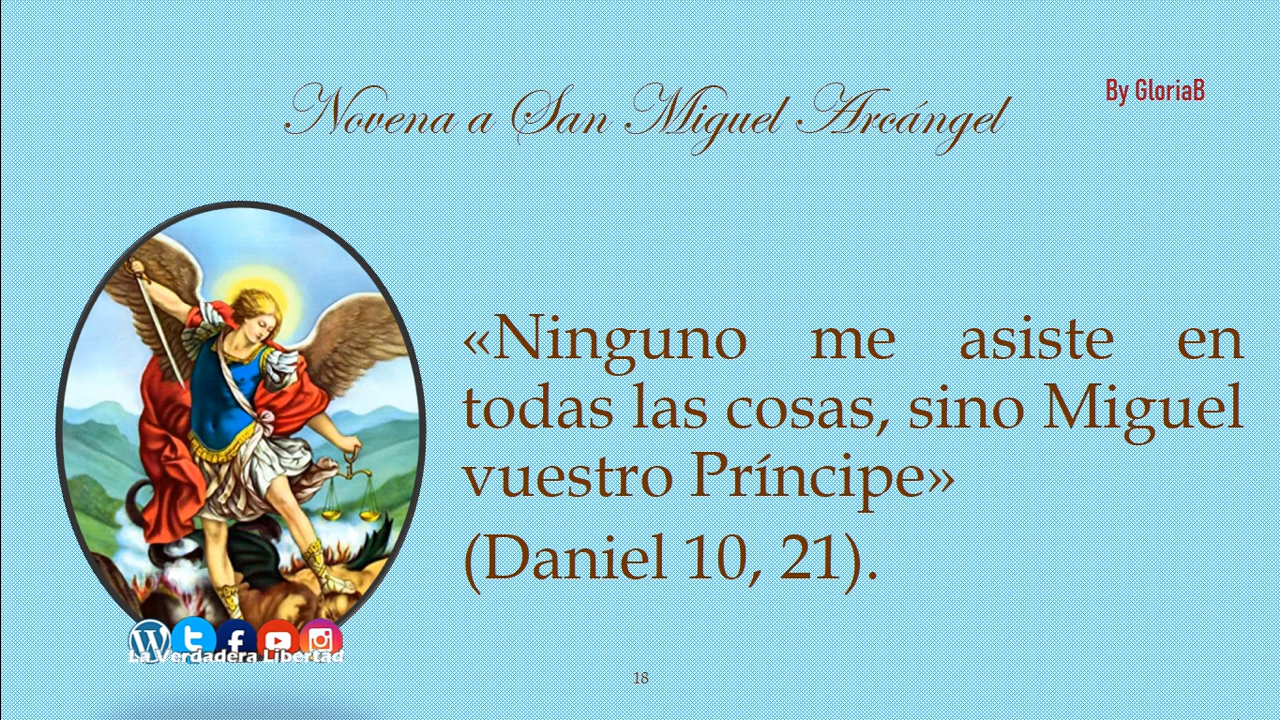 Novena a San Miguel Arcángel
By GloriaB
«Ninguno me asiste en
todas las cosas, sino Miguel
vuestro Príncipe»
(Daniel 10, 21).
La Verdadera Libertad
18